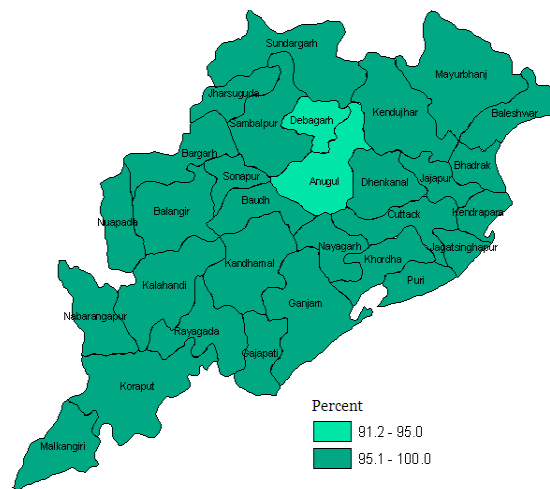 Sundargarh
Mayurbhanj
Jharsuguda
Kendujhar
Baleshwar
Debagarh
Sambalpur
Bargarh
Bhadrak
Sonapur
Anugul
Dhenkanal
Jajapur
Baudh
Balangir
Nuapada
Cuttack
Kendrapara
Nayagarh
Jagatsinghapur
Khordha
Kandhamal
Puri
Kalahandi
Ganjam
Nabarangapur
Rayagada
Gajapati
Koraput
Malkangiri
Percent
91.2 - 95.0
95.1 - 100.0